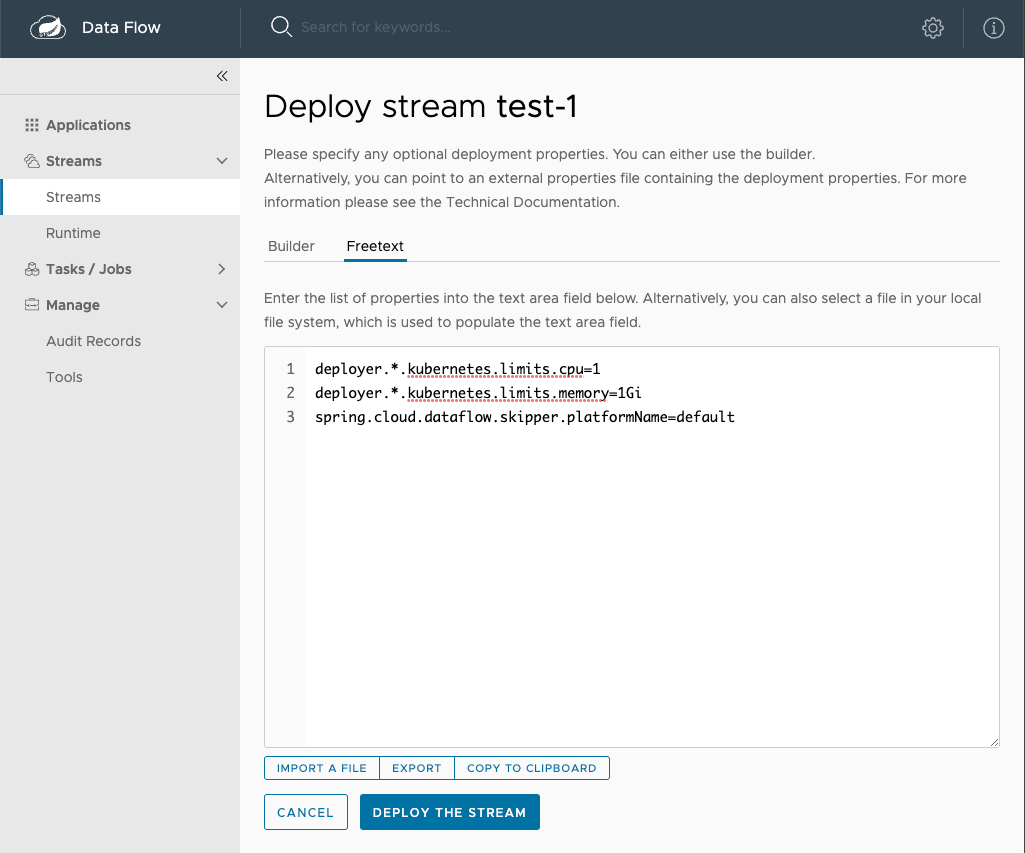 Data Flow
Search for keywords...
Applications
Streams
Streams
Runtime
Tasks / Jobs
Manage
Audit Records
Tools
Deploy stream test-1
Please specify any optional deployment properties. You can either use the builder.
Alternatively, you can point to an external properties file containing the deployment properties. For more
information please see the Technical Documentation.
Builder Freetext
Enter the list of properties into the text area field below. Alternatively, you can also select a file in your local
file system, which is used to populate the text area field.
1 deployer.*.kubernetes.limits.cpu=1
2 deployer.*.kubernetes.limits.memory=1Gi
3 spring.cloud.dataflow.skipper.platformName=default
IMPORT A FILE EXPORT COPY TO CLIPBOARD
CANCEL DEPLOY THE STREAM